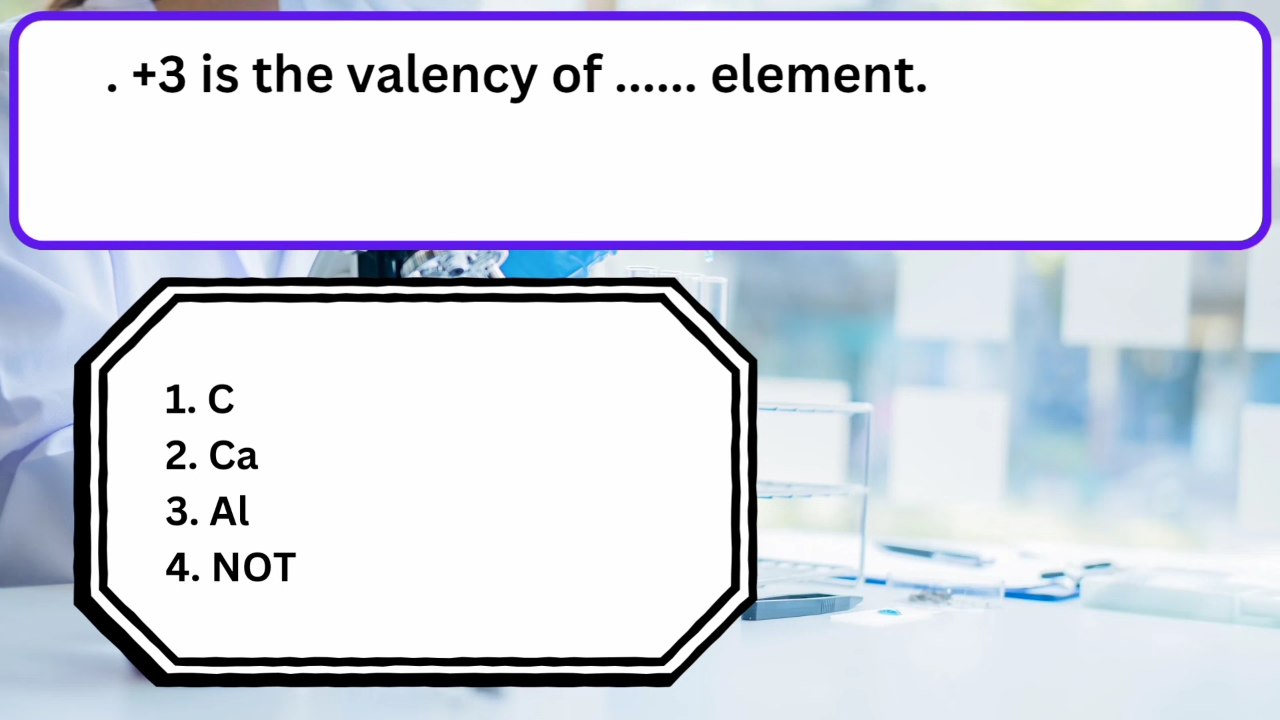 . +3 is the valency of ...... element.
1. C
2. Ca
3. Al
4. NOT